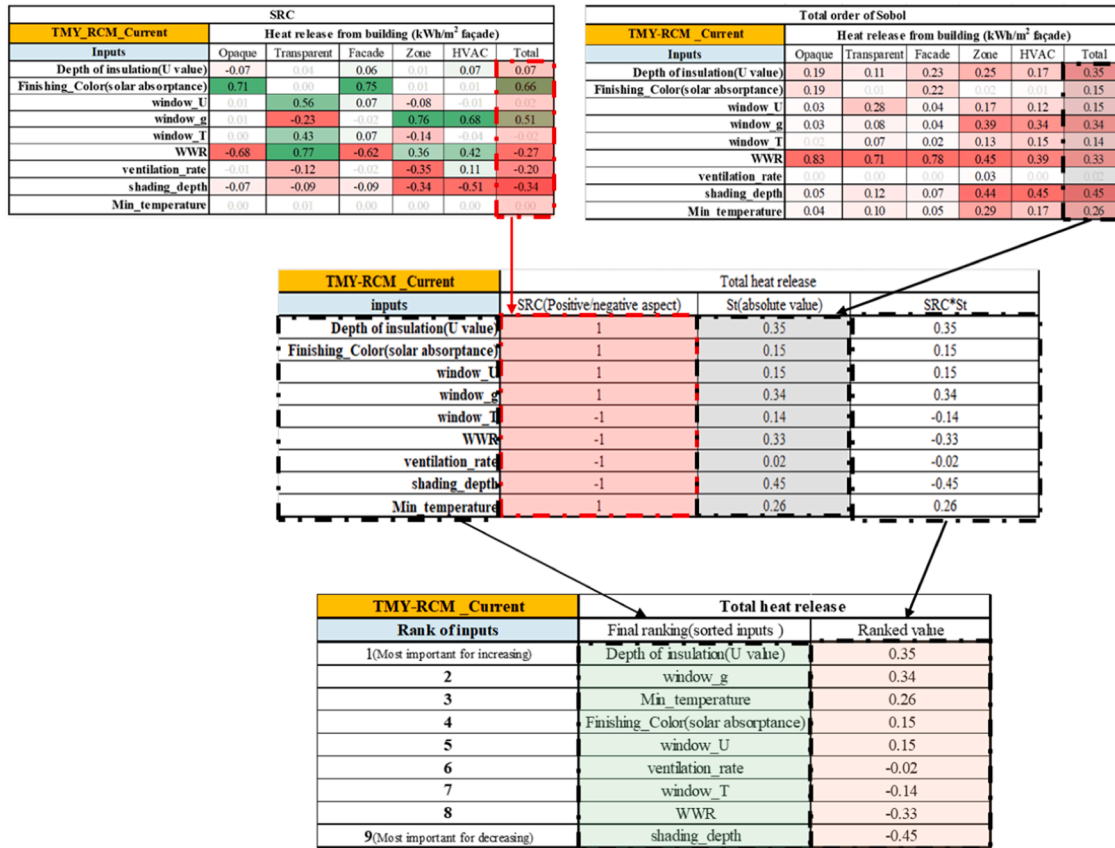 SRC
TMY_RCM_Current Heat release from building (kWh/m² façade)
Inputs Opaque Transparent Facade Zone HVAC Total
Depth of insulation(U value) -0.07 0.04 0.06 0.01 0.07 0.07
Finishing_Color(solar absorptance) 0.71 0.00 0.75 0.01 0.01 0.66
window_U 0.01 0.56 0.07 -0.08 -0.01 0.02
window_g 0.01 -0.23 -0.02 0.76 0.68 0.51
window_T 0.01 0.43 0.07 -0.14 -0.04 -0.02
WWR -0.68 0.77 -0.62 0.36 0.42 -0.27
ventilation_rate -0.01 -0.12 -0.02 -0.35 0.11 -0.20
shading_depth -0.07 -0.09 -0.09 -0.34 -0.51 -0.34
Min_temperature 0.00 0.01 0.00 0.00 0.00 0.00
Total order of Sobol
TMY-RCM _Current Heat release from building (kWh/m² façade)
Inputs Opaque Transparent Facade Zone HVAC Total
Depth of insulation(U value) 0.19 0.11 0.23 0.25 0.17 0.35
Finishing_Color(solar absorptance) 0.19 0.01 0.22 0.02 0.01 0.15
window_U 0.03 0.28 0.04 0.17 0.12 0.15
window_g 0.03 0.08 0.04 0.39 0.34 0.34
window_T 0.02 0.07 0.02 0.13 0.15 0.14
WWR 0.83 0.71 0.78 0.45 0.39 0.33
ventilation_rate 0.00 0.00 0.00 0.03 0.00 0.02
shading_depth 0.05 0.12 0.07 0.44 0.45 0.45
Min_temperature 0.04 0.10 0.05 0.29 0.17 0.26
TMY-RCM _Current Total heat release
inputs SRC(Positive/negative aspect) St(absolute value) SRC*St
Depth of insulation(U value) 1 0.35 0.35
Finishing_Color(solar absorptance) 1 0.15 0.15
window_U 1 0.15 0.15
window_g 1 0.34 0.34
window_T -1 0.14 -0.14
WWR -1 0.33 -0.33
ventilation_rate -1 0.02 -0.02
shading_depth -1 0.45 -0.45
Min_temperature 1 0.26 0.26
TMY-RCM _Current Total heat release
Rank of inputs Final ranking(sorted inputs ) Ranked value
1(Most important for increasing) Depth of insulation(U value) 0.35
2 window_g 0.34
3 Min_temperature 0.26
4 Finishing_Color(solar absorptance) 0.15
5 window_U 0.15
6 ventilation_rate -0.02
7 window_T -0.14
8 WWR -0.33
9(Most important for decreasing) shading_depth -0.45